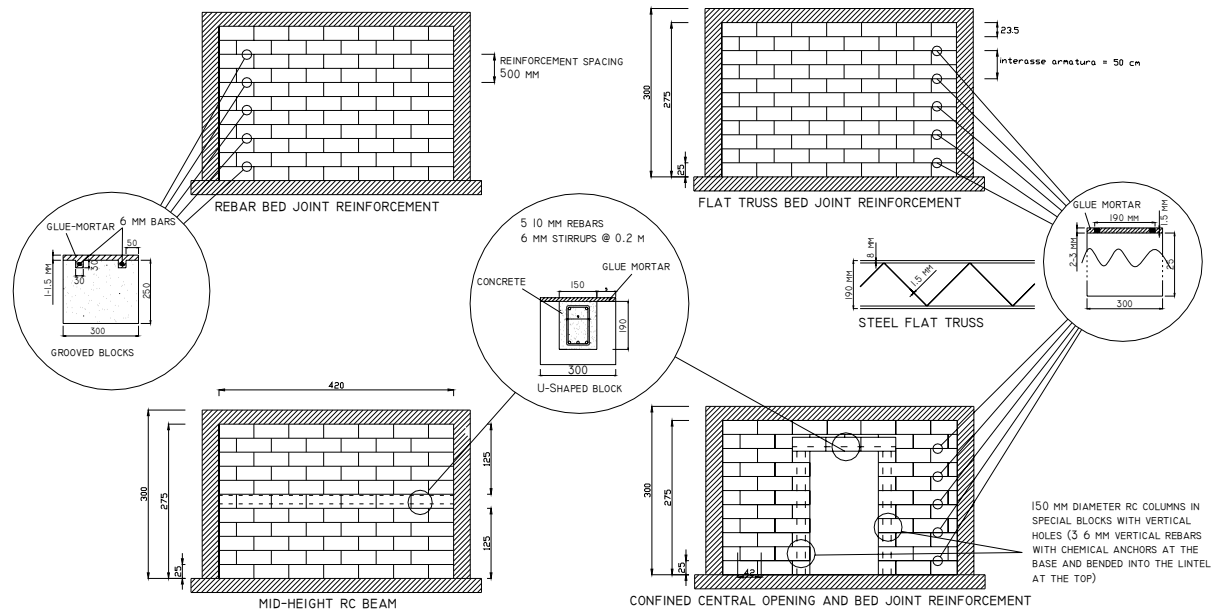 REINFORCEMENT SPACING
500 MM
REBAR BED JOINT REINFORCEMENT
GLUE-MORTAR
6 MM BARS
50
30
30
1-1.5 MM
250
300
GROOVED BLOCKS
300
275
25
23.5
interasse armatura = 50 cm
FLAT TRUSS BED JOINT REINFORCEMENT
GLUE MORTAR
190 MM
1.5 MM
2-3 MM
25
300
8 MM
190 MM
1.5 MM
STEEL FLAT TRUSS
5 10 MM REBARS
6 MM STIRRUPS @ 0.2 M
GLUE MORTAR
CONCRETE
150
190
300
U-SHAPED BLOCK
420
300
275
25
125
125
MID-HEIGHT RC BEAM
300
275
25
42
CONFINED CENTRAL OPENING AND BED JOINT REINFORCEMENT
150 MM DIAMETER RC COLUMNS IN
SPECIAL BLOCKS WITH VERTICAL
HOLES (3 6 MM VERTICAL REBARS
WITH CHEMICAL ANCHORS AT THE
BASE AND BENDED INTO THE LINTEL
AT THE TOP)